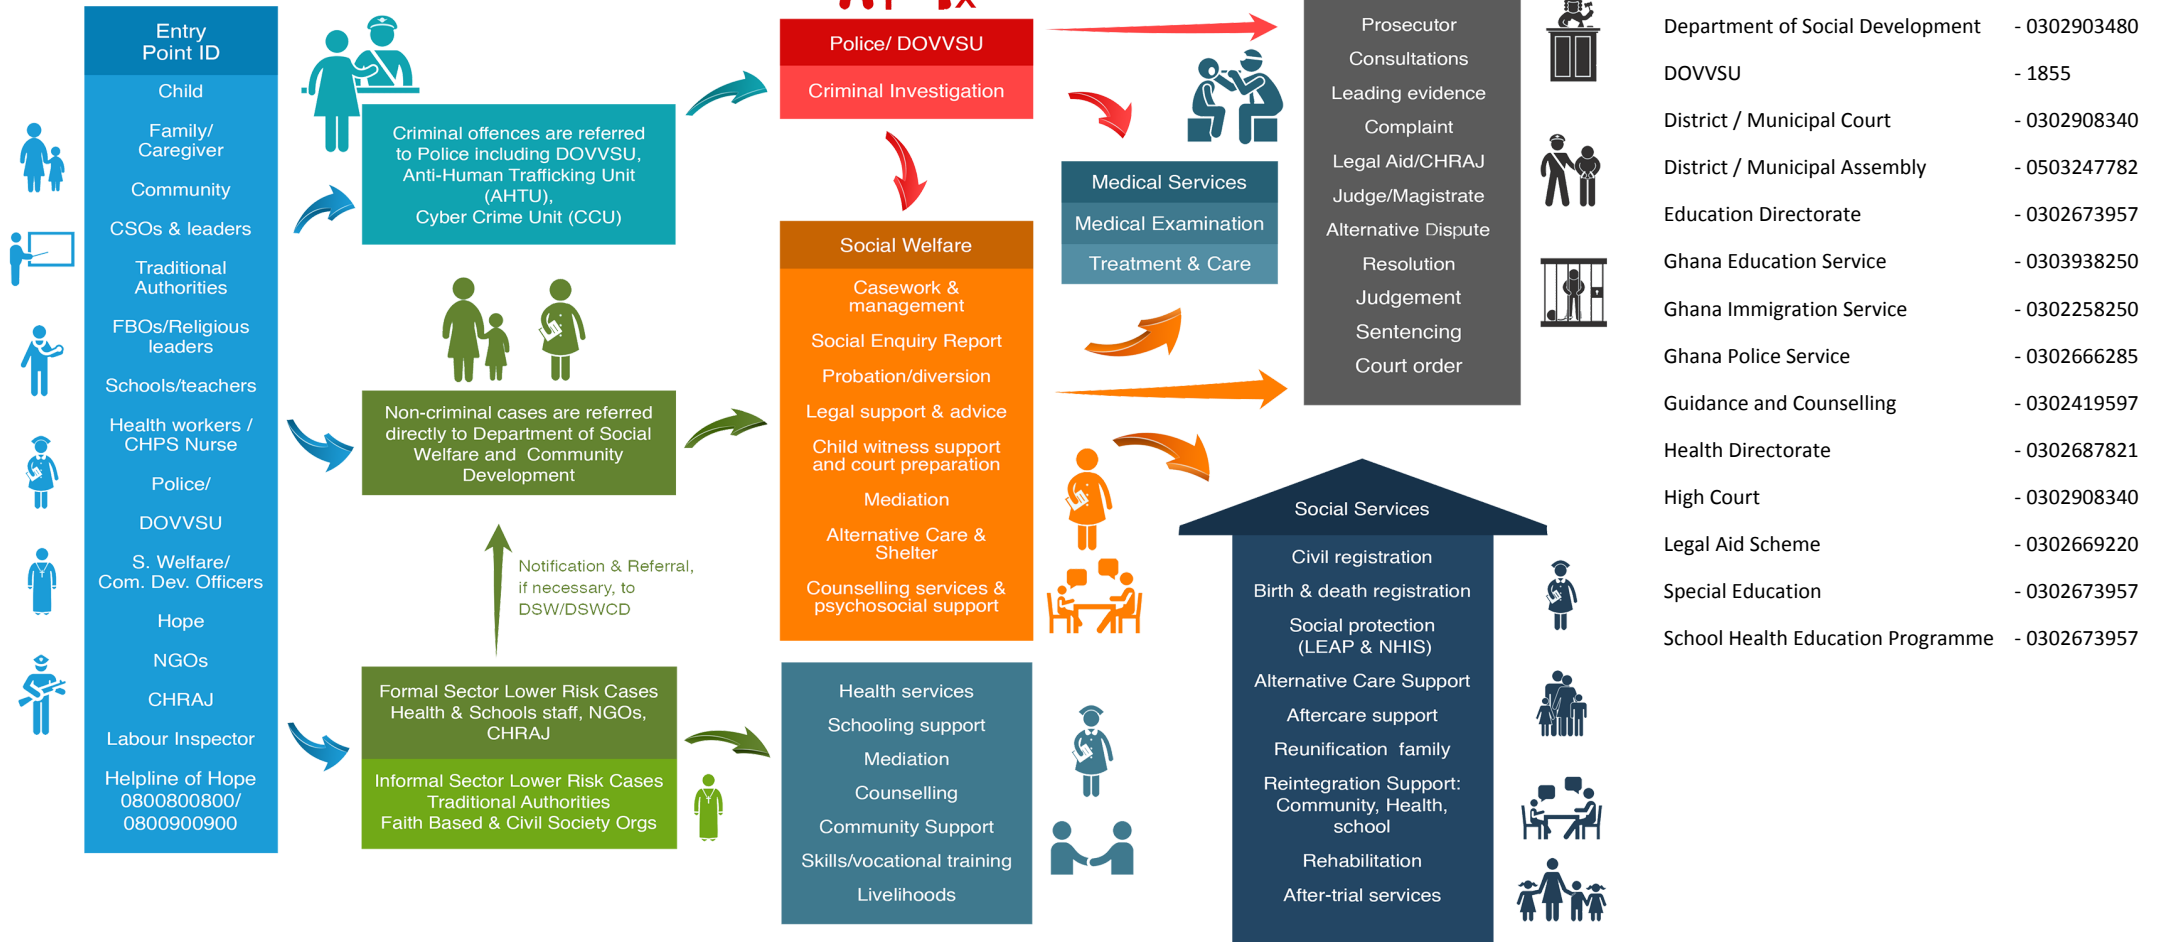 Entry
Point ID
Child
Family/
Caregiver
Community
CSOs & leaders
Traditional
Authorities
FBOs/Religious
leaders
Schools/teachers
Health workers /
CHPS Nurse
Police/
DOVVSU
S. Welfare/
Com. Dev. Officers
Hope
NGOs
CHRAJ
Labour Inspector
Helpline of Hope
0800800800/
0800900900
Criminal offences are referred
to Police including DOVVSU,
Anti-Human Trafficking Unit
(AHTU),
Cyber Crime Unit (CCU)
Non-criminal cases are referred
directly to Department of Social
Welfare and Community
Development
Notification & Referral,
if necessary, to
DSW/DSWCD
Formal Sector Lower Risk Cases
Health & Schools staff, NGOs,
CHRAJ
Informal Sector Lower Risk Cases
Traditional Authorities
Faith Based & Civil Society Orgs
Police/ DOVVSU
Criminal Investigation
Social Welfare
Casework &
management
Social Enquiry Report
Probation/diversion
Legal support & advice
Child witness support
and court preparation
Mediation
Alternative Care &
Shelter
Counselling services &
psychosocial support
Health services
Schooling support
Mediation
Counselling
Community Support
Skills/vocational training
Livelihoods
Medical Services
Medical Examination
Treatment & Care
Prosecutor
Consultations
Leading evidence
Complaint
Legal Aid/CHRAJ
Judge/Magistrate
Alternative Dispute
Resolution
Judgement
Sentencing
Court order
Social Services
Civil registration
Birth & death registration
Social protection
(LEAP & NHIS)
Alternative Care Support
Aftercare support
Reunification family
Reintegration Support:
Community, Health,
school
Rehabilitation
After-trial services
Department of Social Development - 0302903480
DOVVSU - 1855
District / Municipal Court - 0302908340
District / Municipal Assembly - 0503247782
Education Directorate - 0302673957
Ghana Education Service - 0303938250
Ghana Immigration Service - 0302258250
Ghana Police Service - 0302666285
Guidance and Counselling - 0302419597
Health Directorate - 0302687821
High Court - 0302908340
Legal Aid Scheme - 0302669220
Special Education - 0302673957
School Health Education Programme - 0302673957